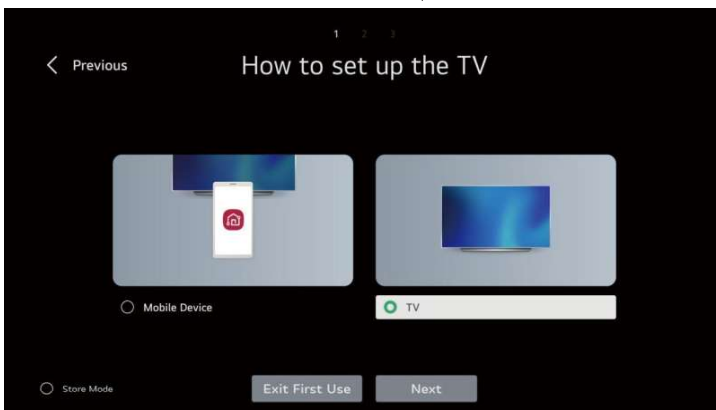 1 2 3
Previous
How to set up the TV
Mobile Device
TV
Store Mode
Exit First Use
Next